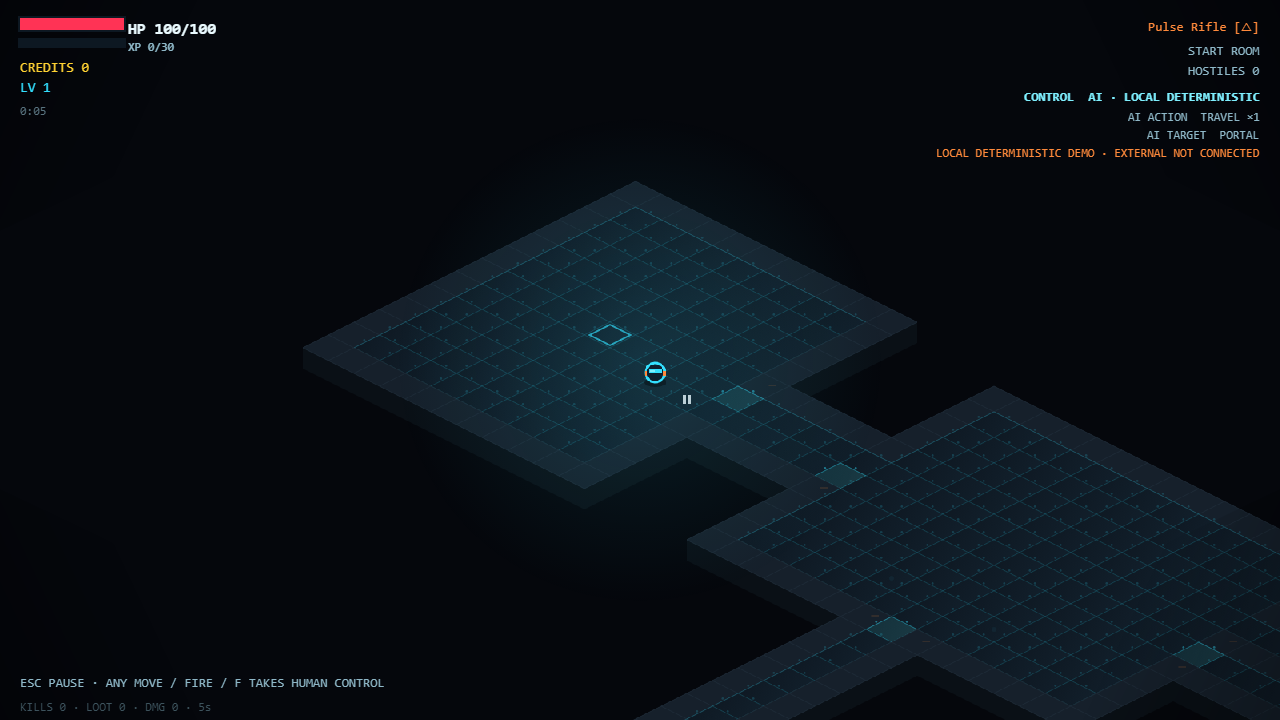 HP 100/100
XP 0/30
CREDITS 0
LV 1
0:05
Pulse Rifle [△]
START ROOM
HOSTILES 0
CONTROL  AI · LOCAL DETERMINISTIC
AI ACTION  TRAVEL ×1
AI TARGET  PORTAL
LOCAL DETERMINISTIC DEMO · EXTERNAL NOT CONNECTED
ESC PAUSE · ANY MOVE / FIRE / F TAKES HUMAN CONTROL
KILLS 0 · LOOT 0 · DMG 0 · 5s